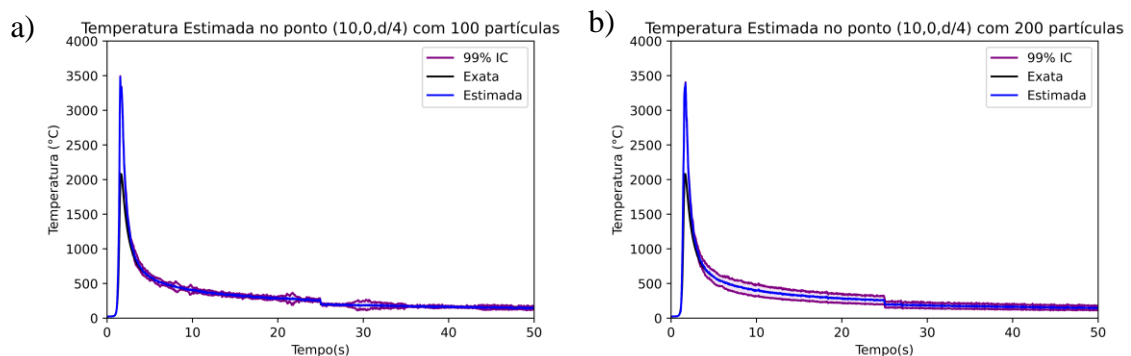 a)
Temperatura Estimada no ponto (10,0,d/4) com 100 partículas
4000
3500
3000
2500
2000
1500
1000
500
0
Temperatura (°C)
99% IC
Exata
Estimada
0 10 20 30 40 50
Tempo(s)
b)
Temperatura Estimada no ponto (10,0,d/4) com 200 partículas
4000
3500
3000
2500
2000
1500
1000
500
0
Temperatura (°C)
99% IC
Exata
Estimada
0 10 20 30 40 50
Tempo(s)